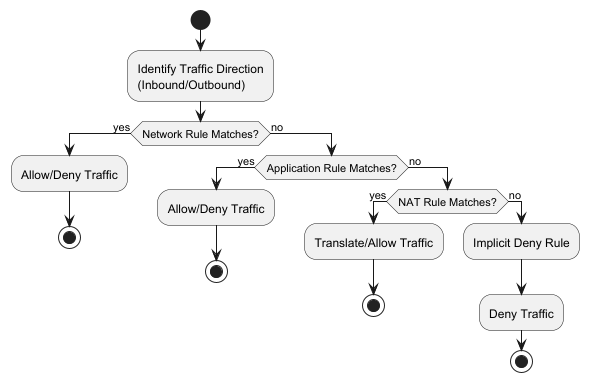 Identify Traffic Direction
(Inbound/Outbound)
yes
Network Rule Matches?
no
Allow/Deny Traffic
yes
Application Rule Matches?
no
Allow/Deny Traffic
yes
NAT Rule Matches?
no
Translate/Allow Traffic
Implicit Deny Rule
Deny Traffic